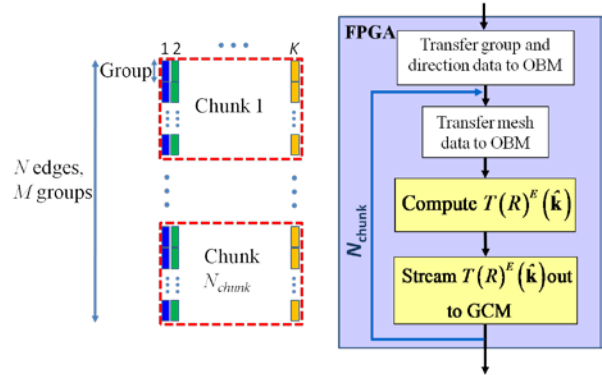 1 2 ... K
Group
Chunk 1
N edges,
M groups
Chunk
N_chunk
FPGA
Transfer group and
direction data to OBM
Transfer mesh
data to OBM
Compute T(R)^E(k̂)
Stream T(R)^E(k̂) out
to GCM
N_chunk